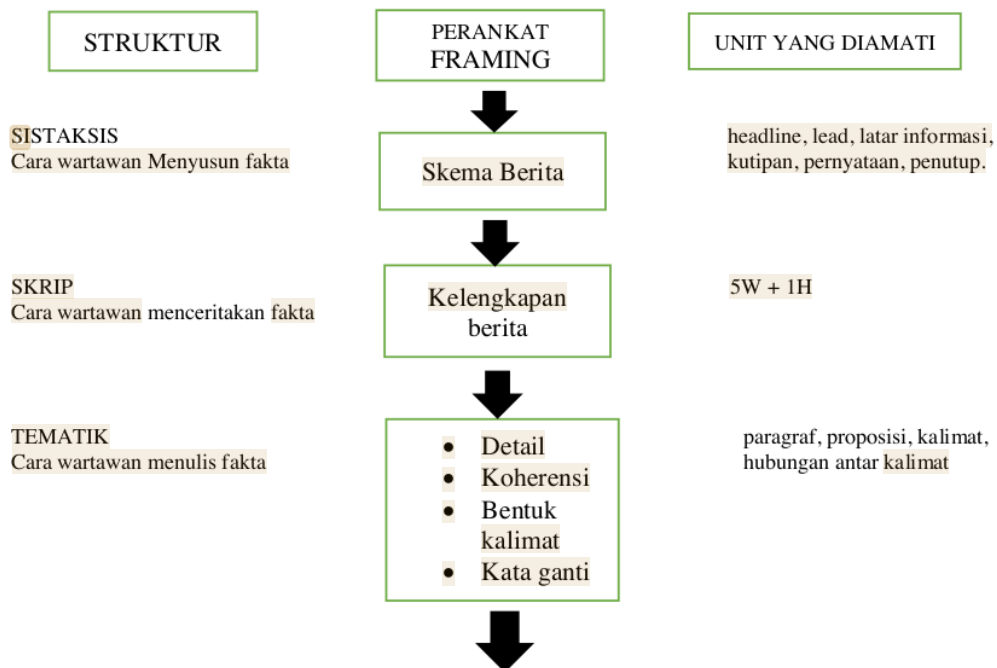 STRUKTUR
PERANKAT
FRAMING
UNIT YANG DIAMATI
SISTAKSIS
Cara wartawan Menyusun fakta
Skema Berita
headline, lead, latar informasi,
kutipan, pernyataan, penutup.
SKRIP
Cara wartawan menceritakan fakta
Kelengkapan
berita
5W + 1H
TEMATIK
Cara wartawan menulis fakta
• Detail
• Koherensi
• Bentuk
kalimat
• Kata ganti
paragraf, proposisi, kalimat,
hubungan antar kalimat